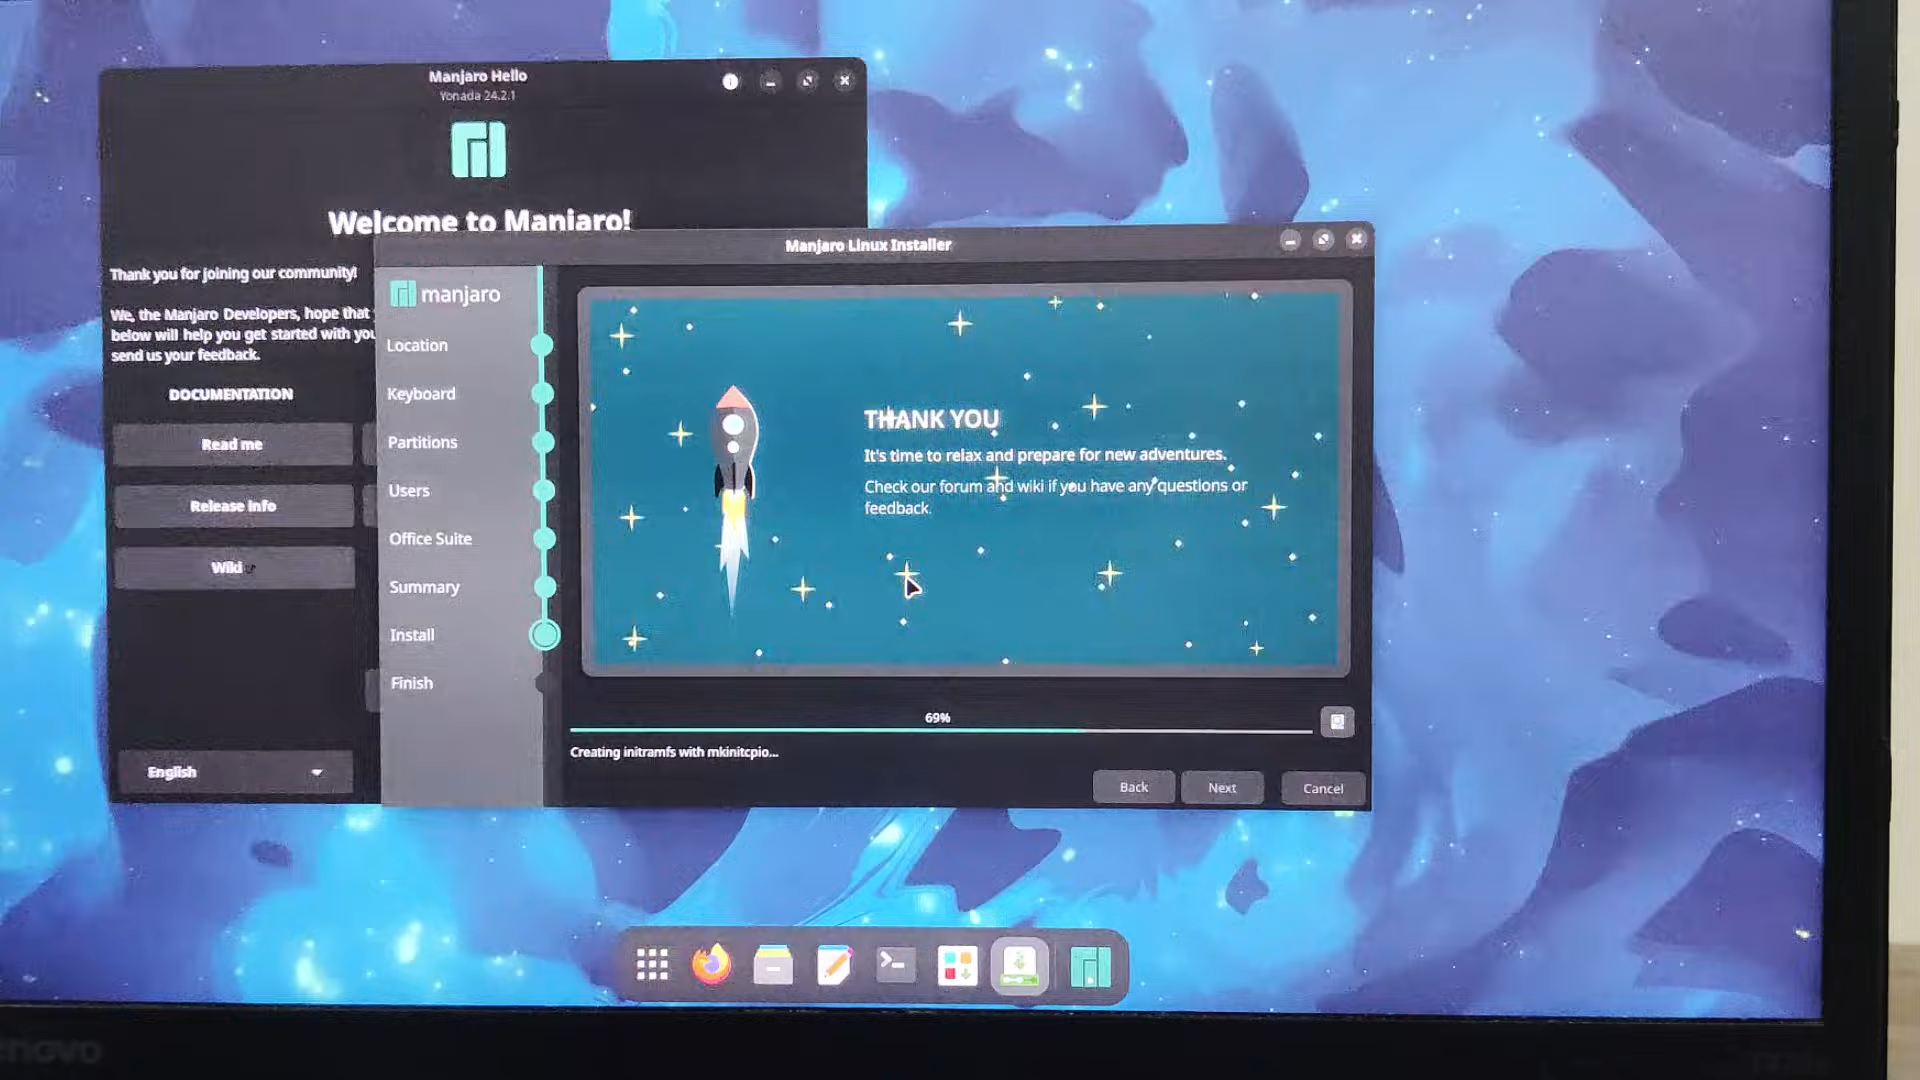 Manjaro Hello
Yonada 24.2.1
Welcome to Manjaro!
Thank you for joining our community!
We, the Manjaro Developers, hope that
below will help you get started with you
send us your feedback.
DOCUMENTATION
Read me
Release info
Wiki
English
Manjaro Linux Installer
manjaro
Location
Keyboard
Partitions
Users
Office Suite
Summary
Install
Finish
THANK YOU
It's time to relax and prepare for new adventures.
Check our forum and wiki if you have any questions or
feedback.
69%
Creating initramfs with mkinitcpio...
Back
Next
Cancel
enovo